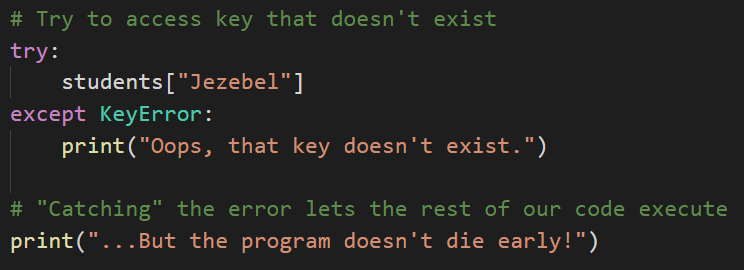 # Try to access key that doesn't exist
try:
    students["Jezebel"]
except KeyError:
    print("Oops, that key doesn't exist.")

# "Catching" the error lets the rest of our code execute
print("...But the program doesn't die early!")